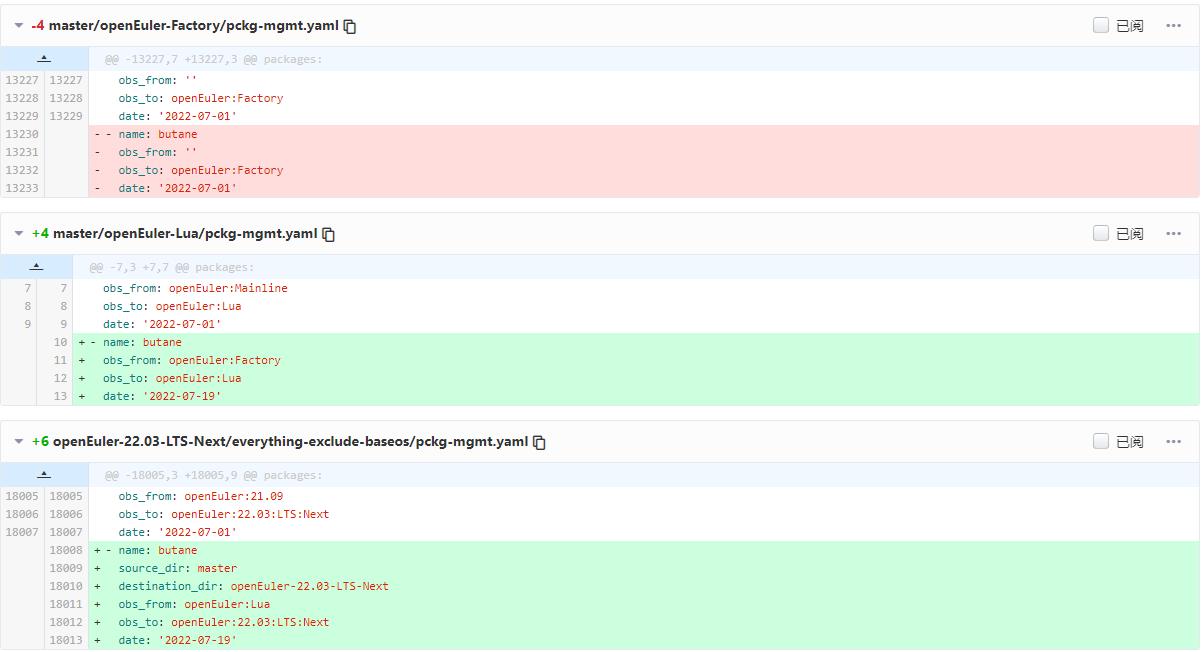 -4 master/openEuler-Factory/pckg-mgmt.yaml 已阅 ...
@@ -13227,7 +13227,3 @@ packages:
13227 13227 obs_from: ''
13228 13228 obs_to: openEuler:Factory
13229 13229 date: '2022-07-01'
13230 - - name: butane
13231 - obs_from: ''
13232 - obs_to: openEuler:Factory
13233 - date: '2022-07-01'
+4 master/openEuler-Lua/pckg-mgmt.yaml 已阅 ...
@@ -7,3 +7,7 @@ packages:
7 7 obs_from: openEuler:Mainline
8 8 obs_to: openEuler:Lua
9 9 date: '2022-07-01'
10 + - name: butane
11 + obs_from: openEuler:Factory
12 + obs_to: openEuler:Lua
13 + date: '2022-07-19'
+6 openEuler-22.03-LTS-Next/everything-exclude-baseos/pckg-mgmt.yaml 已阅 ...
@@ -18005,3 +18005,9 @@ packages:
18005 18005 obs_from: openEuler:21.09
18006 18006 obs_to: openEuler:22.03:LTS:Next
18007 18007 date: '2022-07-01'
18008 + - name: butane
18009 + source_dir: master
18010 + destination_dir: openEuler-22.03-LTS-Next
18011 + obs_from: openEuler:Lua
18012 + obs_to: openEuler:22.03:LTS:Next
18013 + date: '2022-07-19'